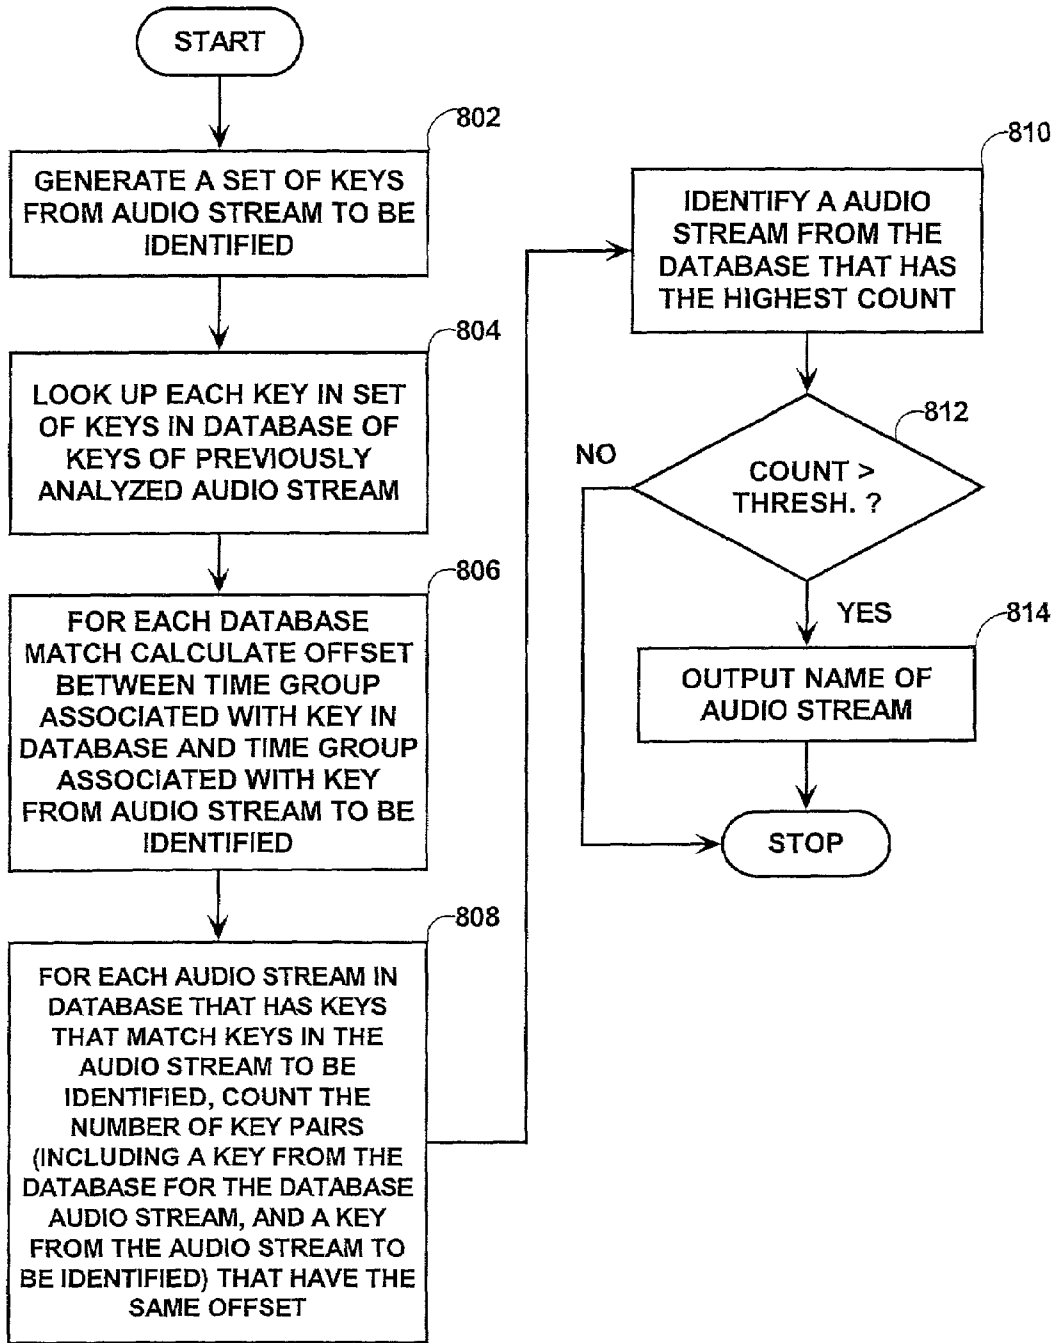 START
802
GENERATE A SET OF KEYS
FROM AUDIO STREAM TO BE
IDENTIFIED
804
LOOK UP EACH KEY IN SET
OF KEYS IN DATABASE OF
KEYS OF PREVIOUSLY
ANALYZED AUDIO STREAM
806
FOR EACH DATABASE
MATCH CALCULATE OFFSET
BETWEEN TIME GROUP
ASSOCIATED WITH KEY IN
DATABASE AND TIME GROUP
ASSOCIATED WITH KEY
FROM AUDIO STREAM TO BE
IDENTIFIED
808
FOR EACH AUDIO STREAM IN
DATABASE THAT HAS KEYS
THAT MATCH KEYS IN THE
AUDIO STREAM TO BE
IDENTIFIED, COUNT THE
NUMBER OF KEY PAIRS
(INCLUDING A KEY FROM THE
DATABASE FOR THE DATABASE
AUDIO STREAM, AND A KEY
FROM THE AUDIO STREAM TO
BE IDENTIFIED) THAT HAVE THE
SAME OFFSET
810
IDENTIFY A AUDIO
STREAM FROM THE
DATABASE THAT HAS
THE HIGHEST COUNT
812
NO
COUNT >
THRESH. ?
YES
814
OUTPUT NAME OF
AUDIO STREAM
STOP